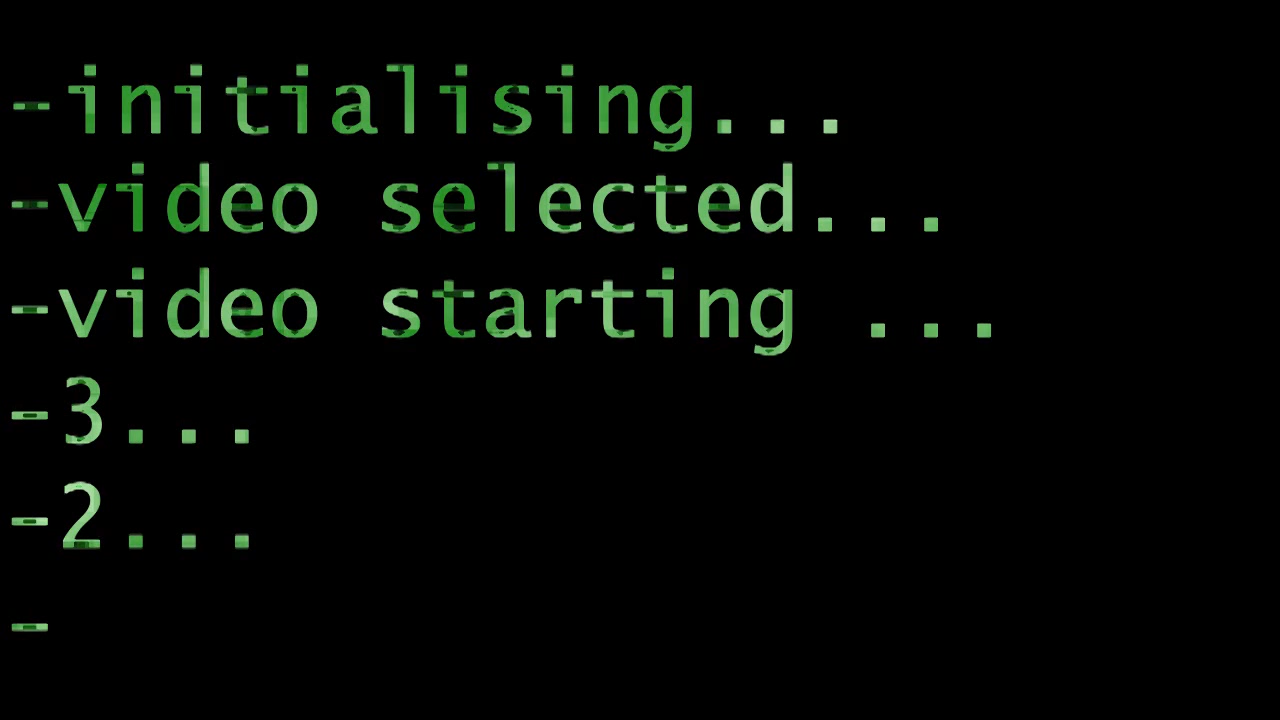 -initialising...
-video selected...
-video starting ...
-3...
-2...
-